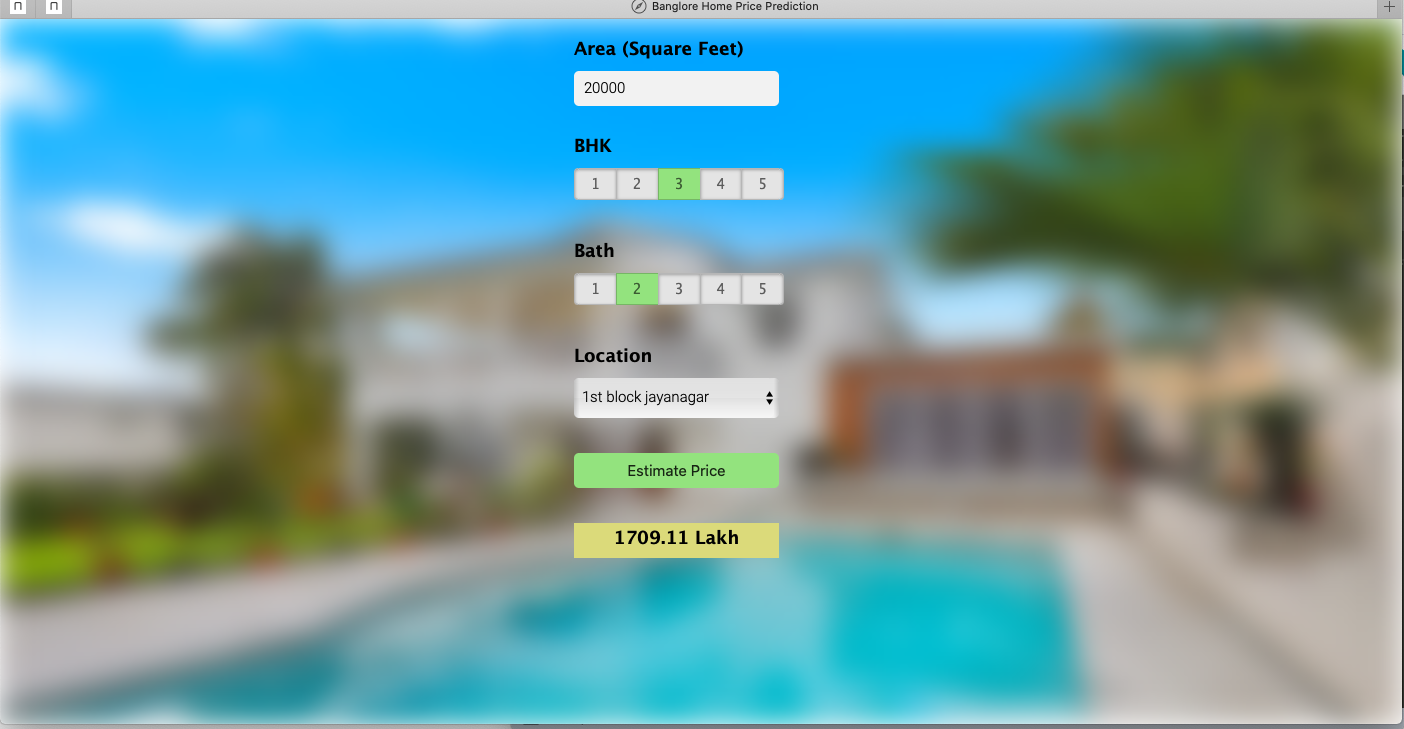 Banglore Home Price Prediction
Area (Square Feet)
20000
BHK
1 2 3 4 5
Bath
1 2 3 4 5
Location
1st block jayanagar
Estimate Price
1709.11 Lakh